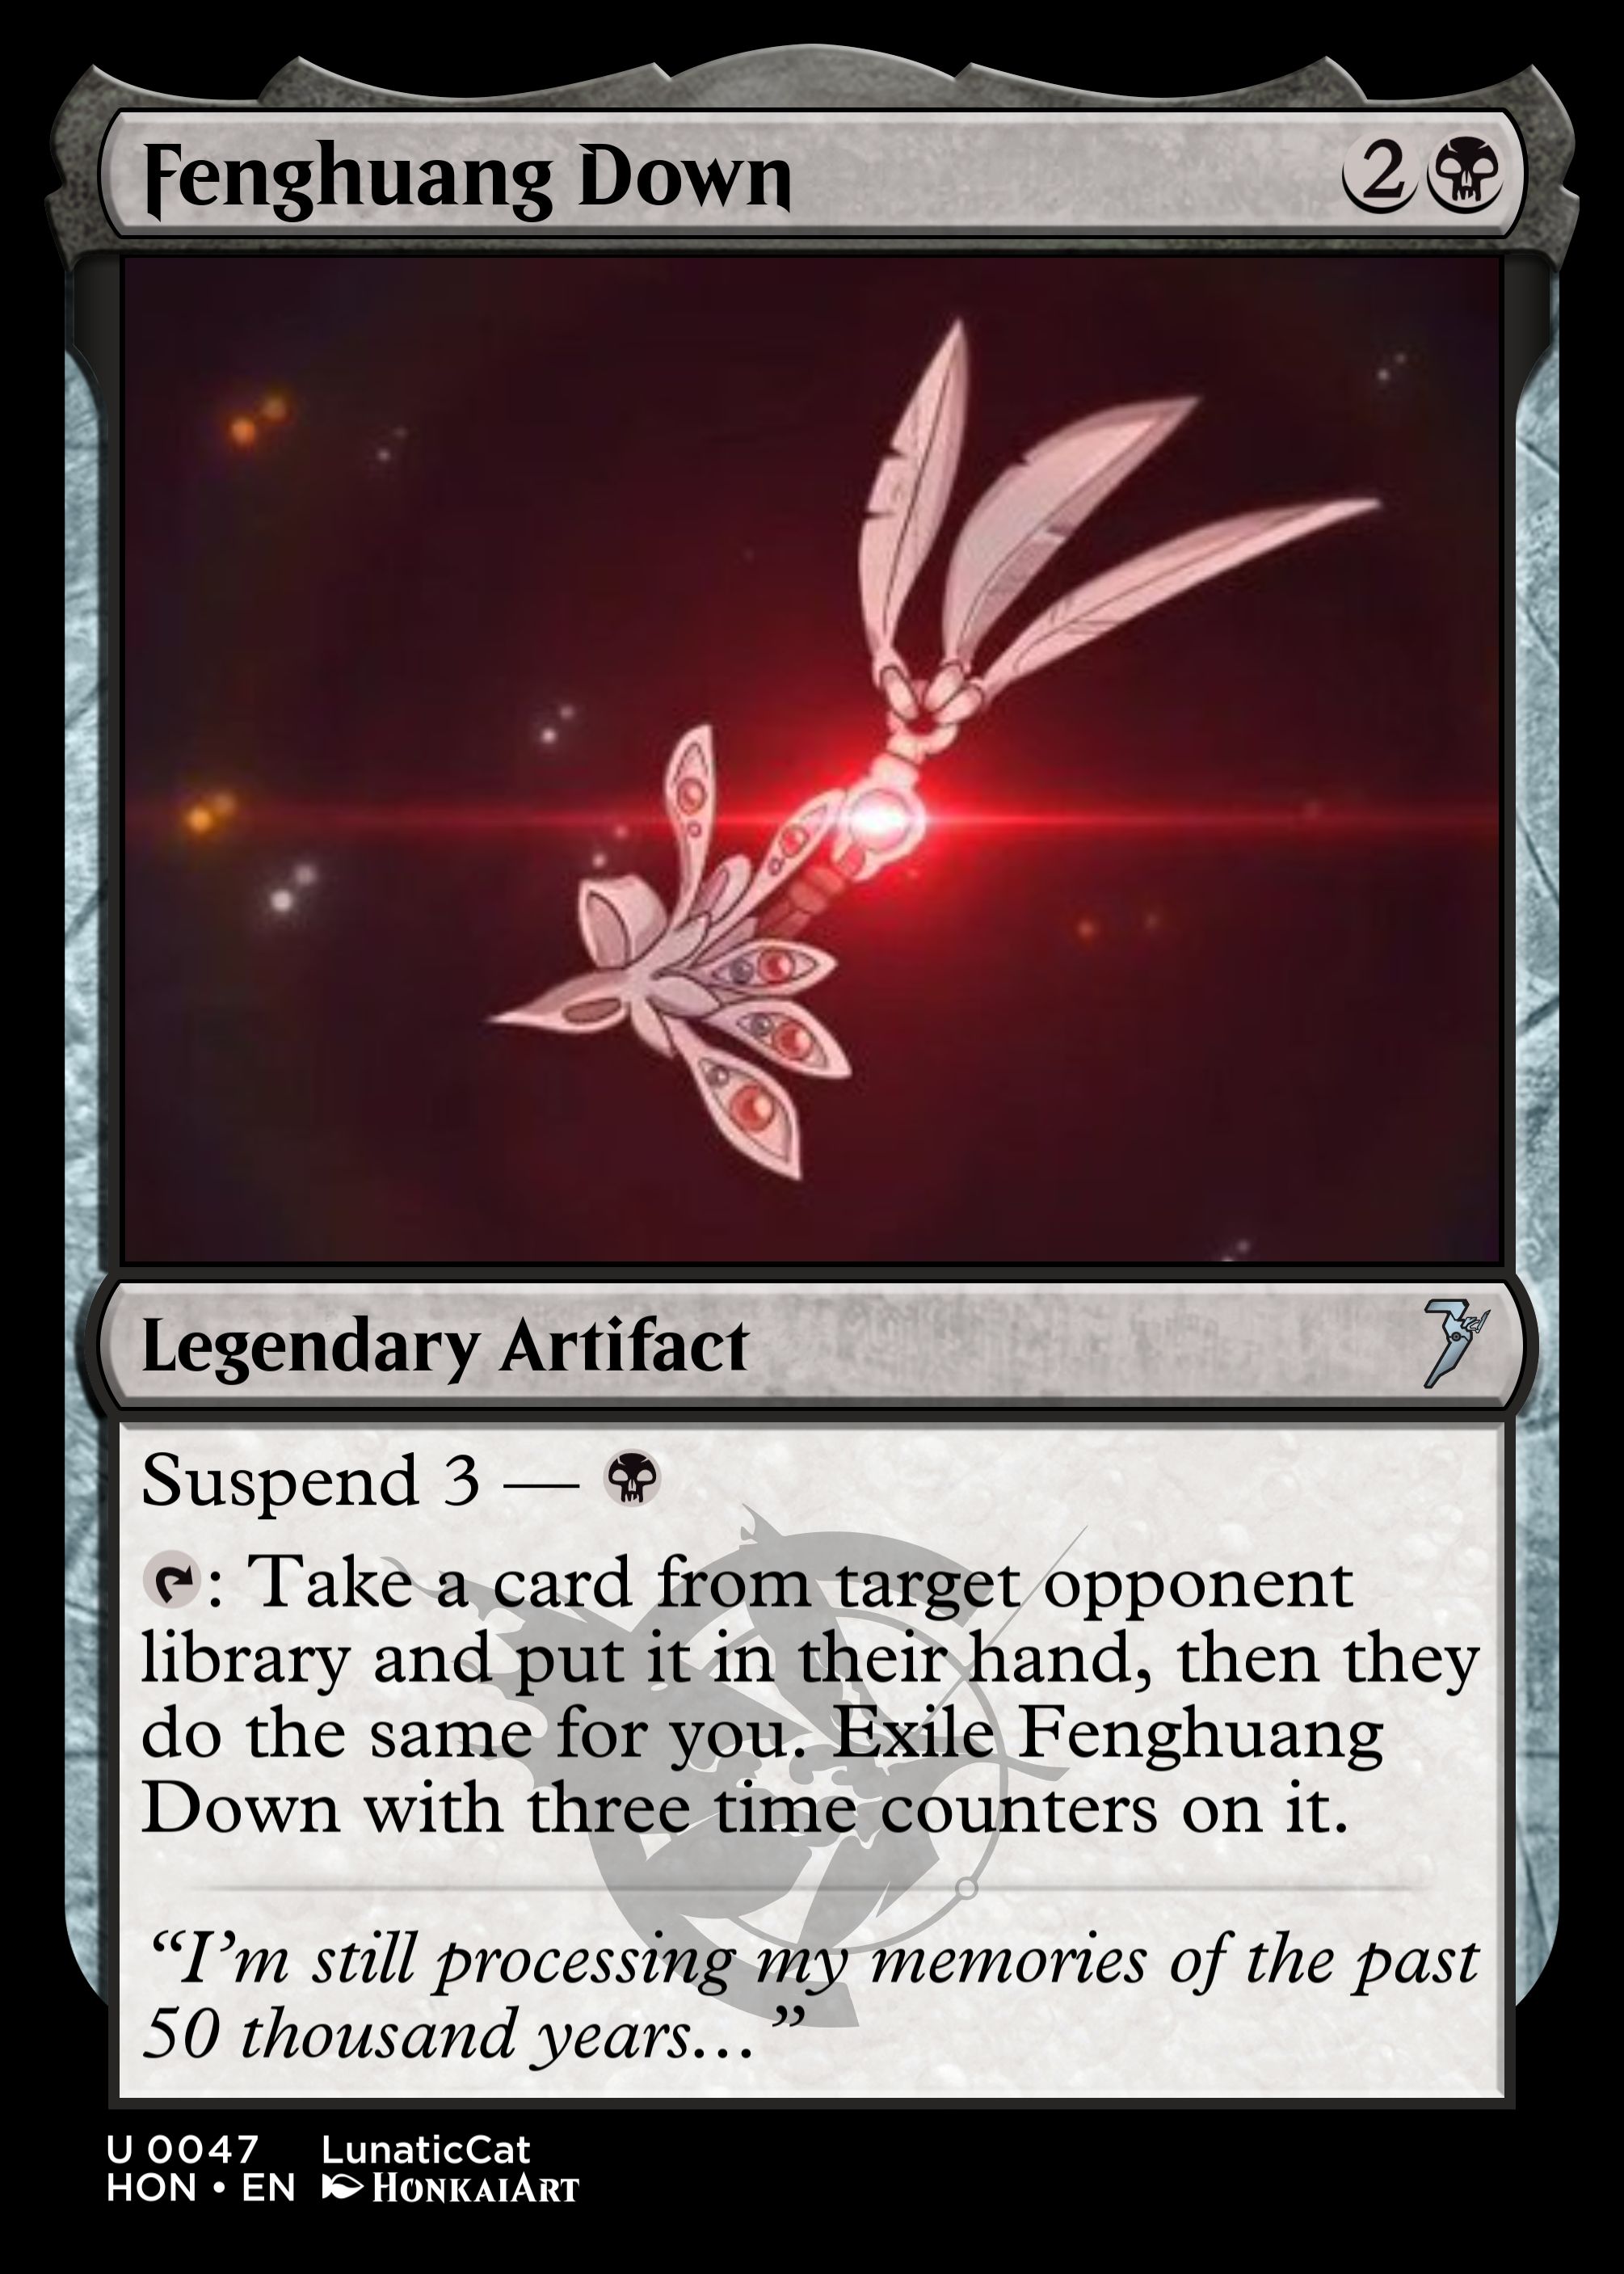 Fenghuang Down 2
Legendary Artifact
Suspend 3 —
: Take a card from target opponent
library and put it in their hand, then they
do the same for you. Exile Fenghuang
Down with three time counters on it.
“I’m still processing my memories of the past
50 thousand years…”
U 0047 LunaticCat
HON • EN HonkaiArt